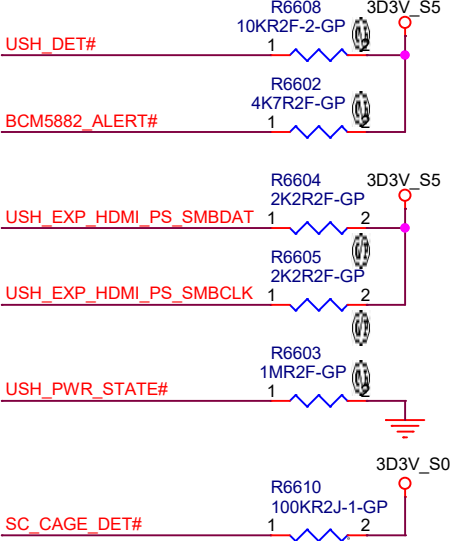 R6608 3D3V_S5
10KR2F-2-GP
USH_DET# 1 2
R6602
4K7R2F-GP
BCM5882_ALERT# 1 2
R6604 3D3V_S5
2K2R2F-GP
USH_EXP_HDMI_PS_SMBDAT 1 2
R6605
2K2R2F-GP
USH_EXP_HDMI_PS_SMBCLK 1 2
R6603
1MR2F-GP
USH_PWR_STATE# 1 2
3D3V_S0
R6610
100KR2J-1-GP
SC_CAGE_DET# 1 2